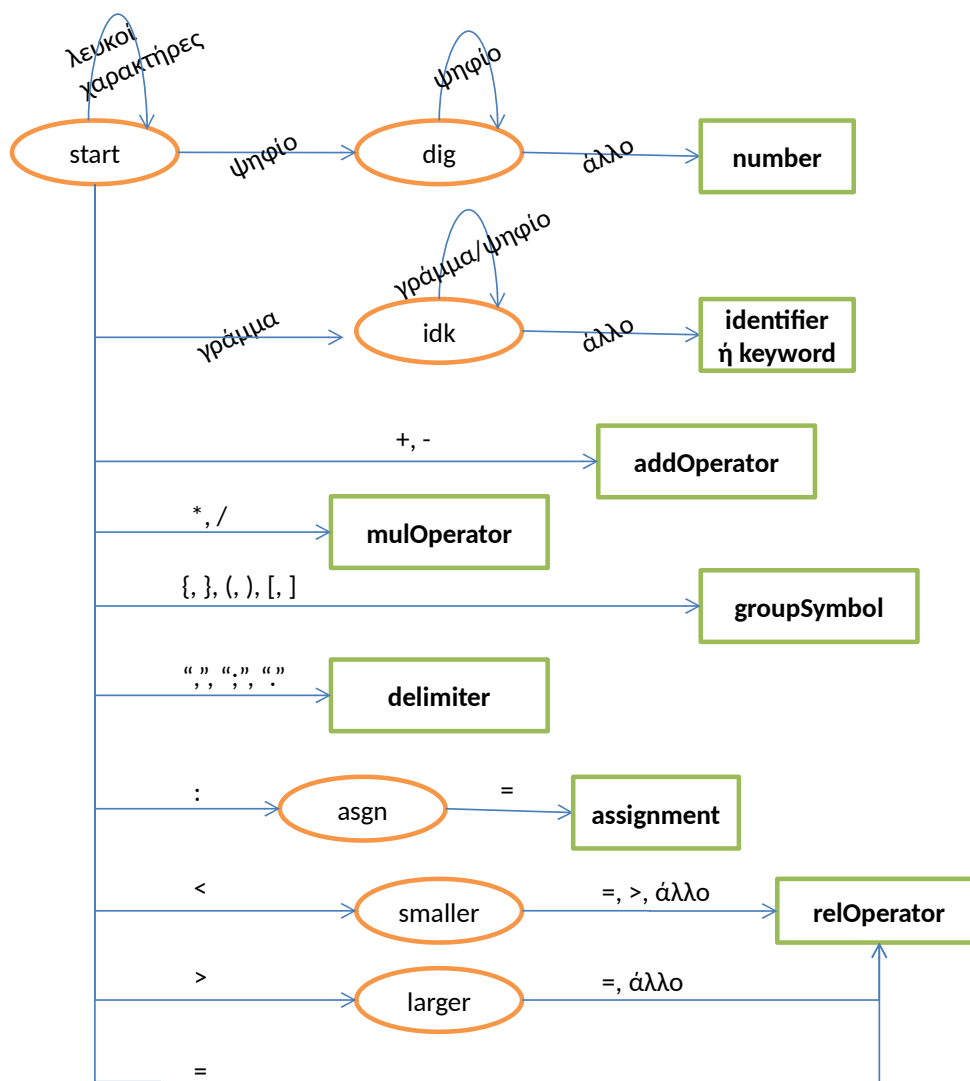 λευκοί
χαρακτήρες
ψηφίο
start
ψηφίο
dig
άλλο
number
γράμμα/ψηφίο
γράμμα
idk
άλλο
identifier
ή keyword
+, -
addOperator
*, /
mulOperator
{, }, (, ), [, ]
groupSymbol
“,”, “;”, “.”
delimiter
:
asgn
=
assignment
<
smaller
=, >, άλλο
relOperator
>
larger
=, άλλο
=